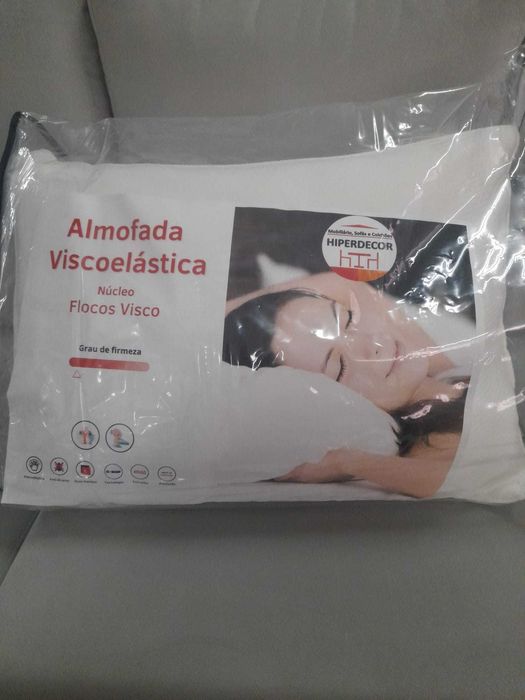 Almofada
Viscoelástica
Núcleo
Flocos Visco
Grau de firmeza
Mobiliário, Sofás e Colchões
HIPERDECOR